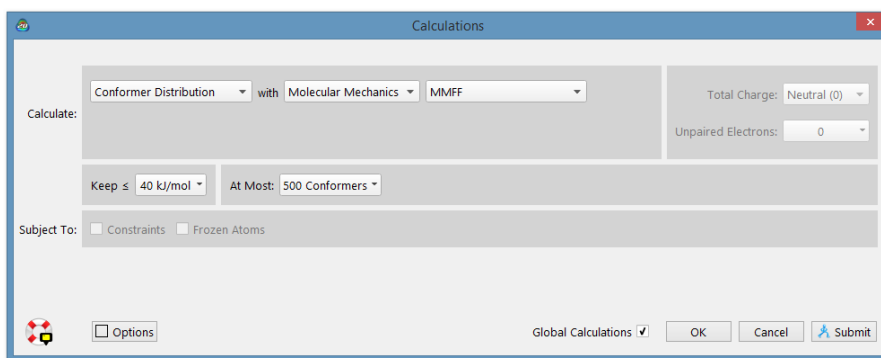 Calculations
Calculate:
Conformer Distribution with Molecular Mechanics MMFF
Total Charge: Neutral (0)
Unpaired Electrons: 0
Keep ≤ 40 kJ/mol At Most: 500 Conformers
Subject To: Constraints Frozen Atoms
Options Global Calculations OK Cancel Submit